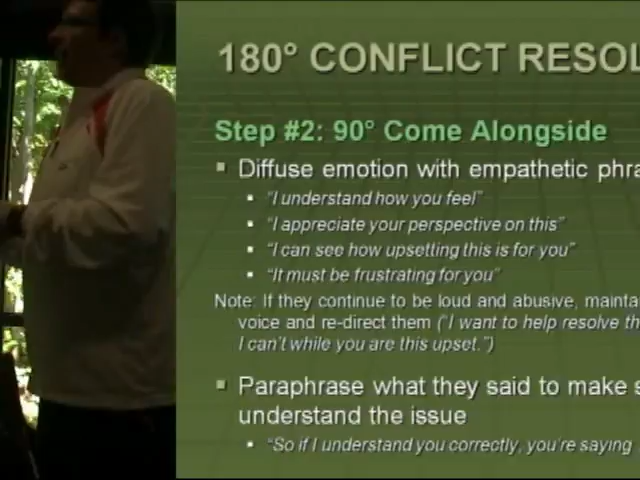 180° CONFLICT RESOL
Step #2: 90° Come Alongside
Diffuse emotion with empathetic phra
"I understand how you feel"
"I appreciate your perspective on this"
"I can see how upsetting this is for you"
"It must be frustrating for you"
Note: If they continue to be loud and abusive, mainta
voice and re-direct them ("I want to help resolve th
I can't while you are this upset.")
Paraphrase what they said to make s
understand the issue
"So if I understand you correctly, you're saying